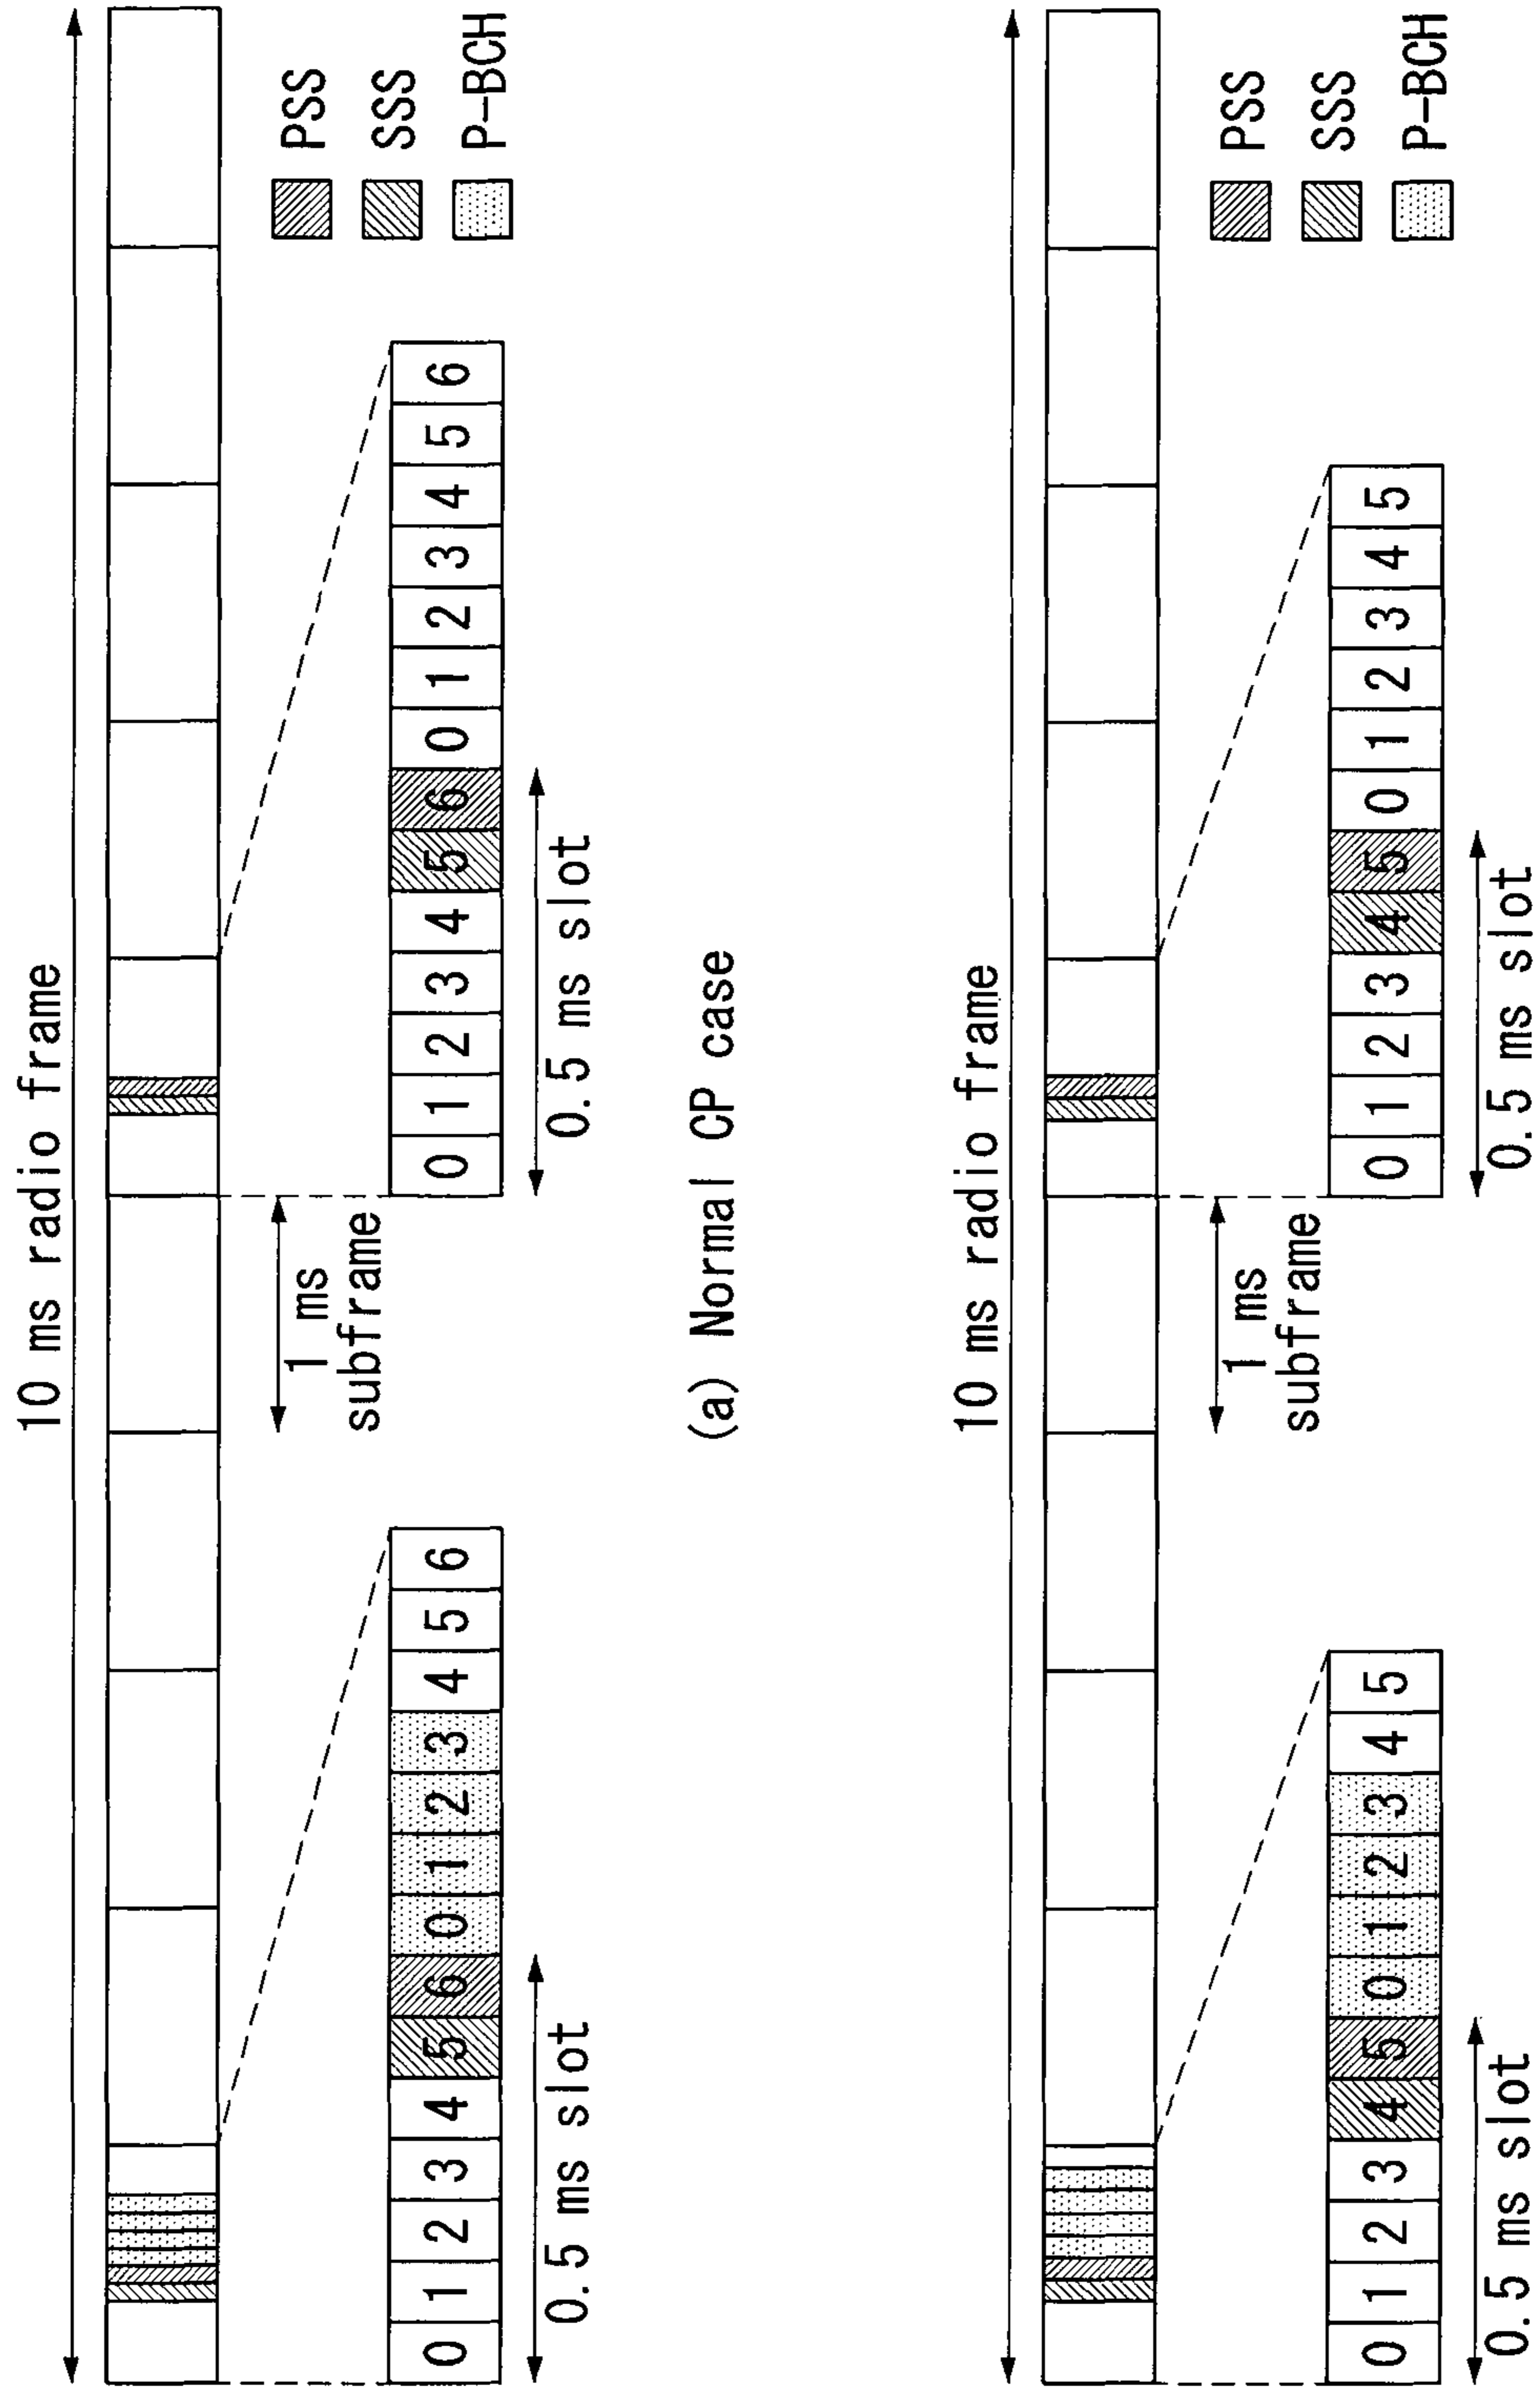 10 ms radio frame
PSS
SSS
P-BCH
1 ms
subframe
0 1 2 3 4 5 6 0 1 2 3 4 5 6
0.5 ms slot
0 1 2 3 4 5 6 0 1 2 3 4 5 6
0.5 ms slot
(a) Normal CP case
10 ms radio frame
PSS
SSS
P-BCH
1 ms
subframe
0 1 2 3 4 5 0 1 2 3 4 5
0.5 ms slot
0 1 2 3 4 5 0 1 2 3 4 5
0.5 ms slot